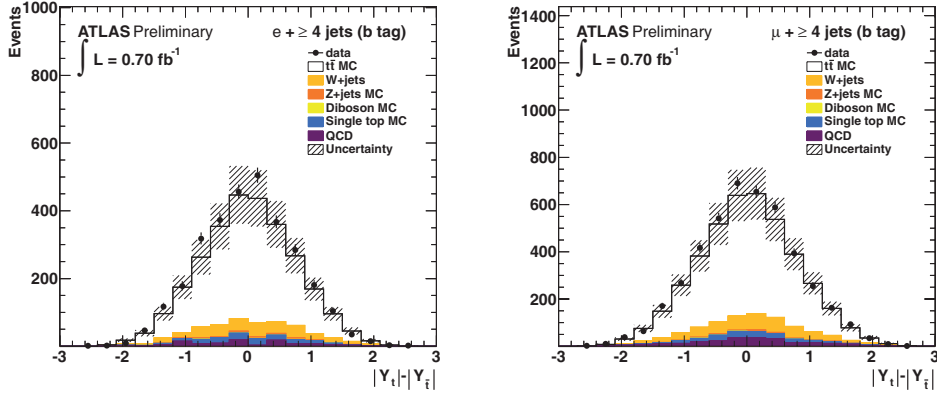 Events
1000
800
600
400
200
ATLAS Preliminary
∫ L = 0.70 fb⁻¹
e + ≥ 4 jets (b tag)
data
tt̄ MC
W+jets
Z+jets MC
Diboson MC
Single top MC
QCD
Uncertainty
-3 -2 -1 0 1 2 3
|Y_t|-|Y_t̄|
Events
1400
1200
1000
800
600
400
200
ATLAS Preliminary
∫ L = 0.70 fb⁻¹
μ + ≥ 4 jets (b tag)
data
tt̄ MC
W+jets
Z+jets MC
Diboson MC
Single top MC
QCD
Uncertainty
-3 -2 -1 0 1 2 3
|Y_t|-|Y_t̄|